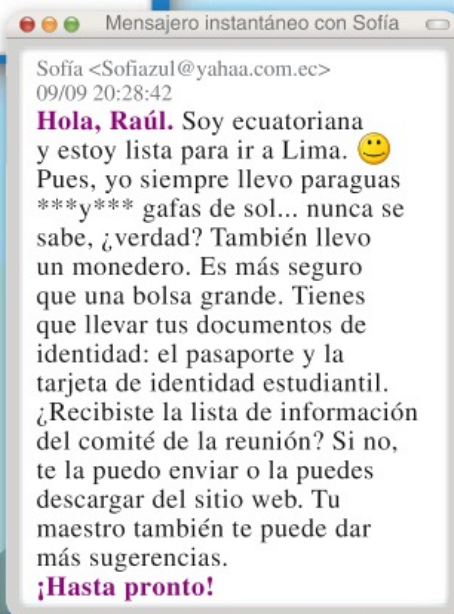 Mensajero instantáneo con Sofía
Sofía <Sofiazul@yahaa.com.ec>
09/09 20:28:42
Hola, Raúl. Soy ecuatoriana
y estoy lista para ir a Lima.
Pues, yo siempre llevo paraguas
***y*** gafas de sol... nunca se
sabe, ¿verdad? También llevo
un monedero. Es más seguro
que una bolsa grande. Tienes
que llevar tus documentos de
identidad: el pasaporte y la
tarjeta de identidad estudiantil.
¿Recibiste la lista de información
del comité de la reunión? Si no,
te la puedo enviar o la puedes
descargar del sitio web. Tu
maestro también te puede dar
más sugerencias.
¡Hasta pronto!